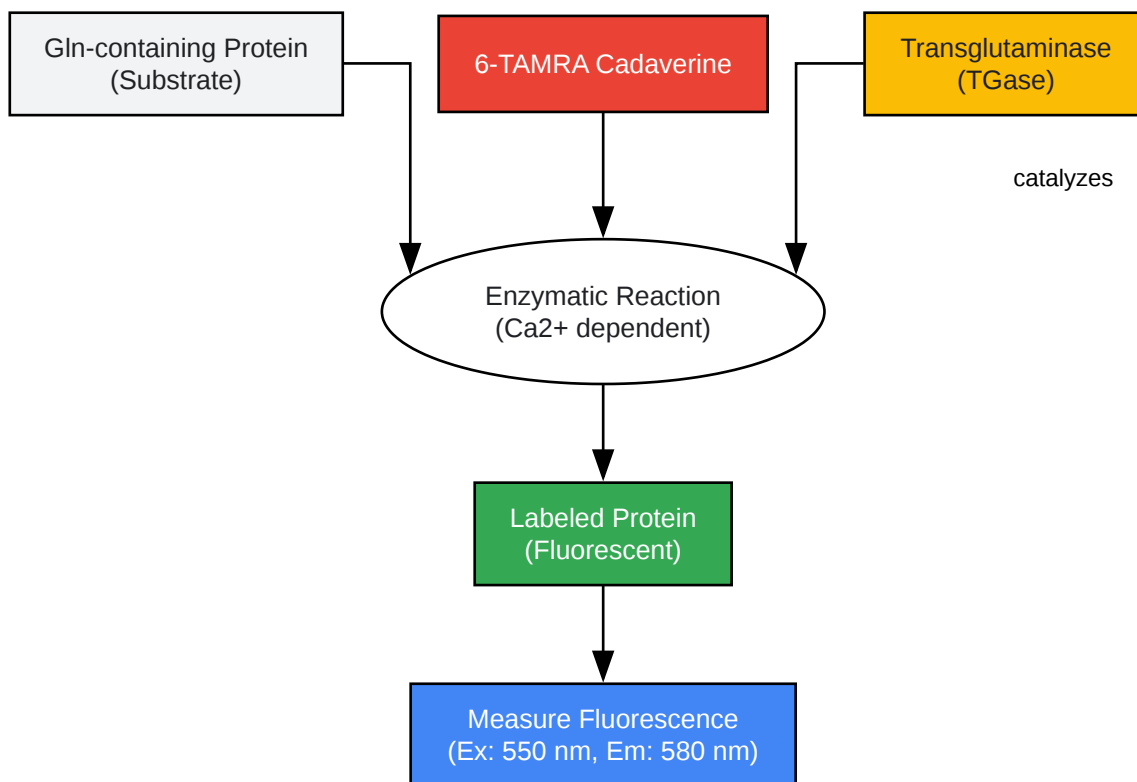 Gln-containing Protein
(Substrate)
6-TAMRA Cadaverine
Transglutaminase
(TGase)
catalyzes
Enzymatic Reaction
(Ca2+ dependent)
Labeled Protein
(Fluorescent)
Measure Fluorescence
(Ex: 550 nm, Em: 580 nm)